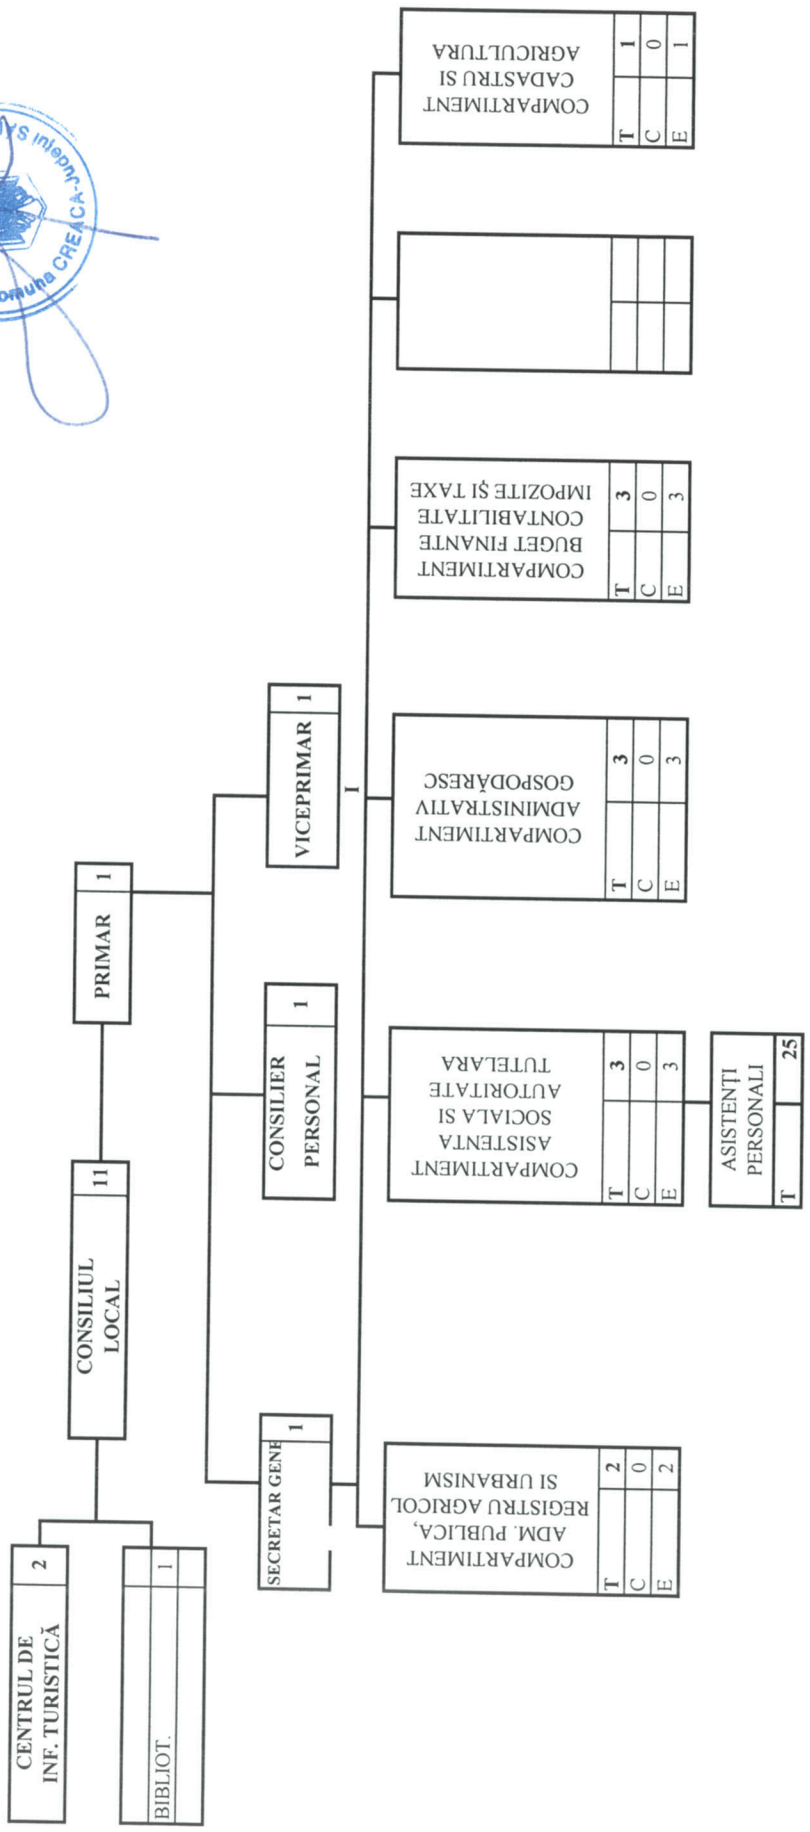 CENTRUL DE
INF. TURISTICĂ
2
BIBLIOT.
1
CONSILIUL
LOCAL
11
PRIMAR
1
SECRETAR GENE
1
CONSILIER
PERSONAL
1
VICEPRIMAR
1
I
COMPARTIMENT
ADM. PUBLICA,
REGISTRU AGRICOL
SI URBANISM
T 2
C 0
E 2
COMPARTIMENT
ASISTENTA
SOCIALA SI
AUTORITATE
TUTELARA
T 3
C 0
E 3
ASISTENȚI
PERSONALI
T 25
COMPARTIMENT
ADMINISTRATIV
GOSPODĂRESC
T 3
C 0
E 3
COMPARTIMENT
BUGET FINANTE
CONTABILITATE
IMPOZITE ȘI TAXE
T 3
C 0
E 3
COMPARTIMENT
CADASTRU SI
AGRICULTURA
T 1
C 0
E 1
CREACA-Județul